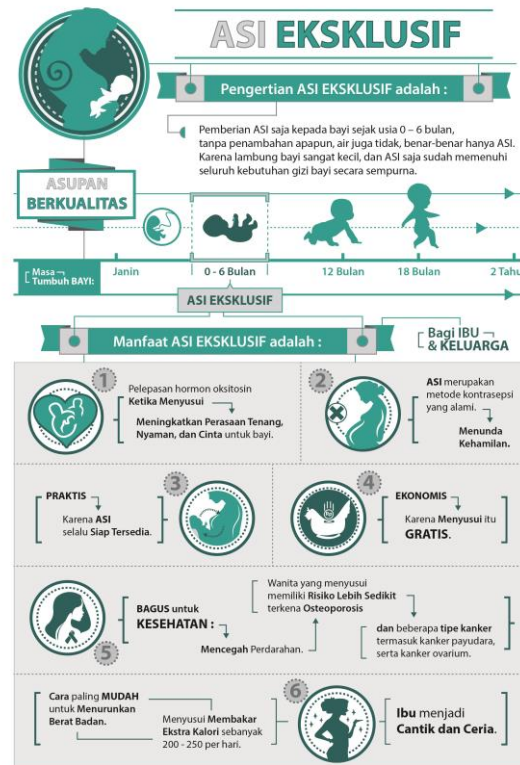 ASI EKSKLUSIF
Pengertian ASI EKSKLUSIF adalah :
Pemberian ASI saja kepada bayi sejak usia 0 – 6 bulan,
tanpa penambahan apapun, air juga tidak, benar-benar hanya ASI.
Karena lambung bayi sangat kecil, dan ASI saja sudah memenuhi
seluruh kebutuhan gizi bayi secara sempurna.
ASUPAN
BERKUALITAS
Masa
Tumbuh BAYI:
Janin
0 - 6 Bulan
12 Bulan
18 Bulan
2 Tahu
ASI EKSKLUSIF
Manfaat ASI EKSKLUSIF adalah :
Bagi IBU
& KELUARGA
1
Pelepasan hormon oksitosin
Ketika Menyusui
Meningkatkan Perasaan Tenang,
Nyaman, dan Cinta untuk bayi.
2
ASI merupakan
metode kontrasepsi
yang alami.
Menunda
Kehamilan.
PRAKTIS
Karena ASI
selalu Siap Tersedia.
3
4
EKONOMIS
Karena Menyusui itu
GRATIS.
5
BAGUS untuk
KESEHATAN :
Mencegah Perdarahan.
Wanita yang menyusui
memiliki Risiko Lebih Sedikit
terkena Osteoporosis
dan beberapa tipe kanker
termasuk kanker payudara,
serta kanker ovarium.
Cara paling MUDAH
untuk Menurunkan
Berat Badan.
Menyusui Membakar
Ekstra Kalori sebanyak
200 - 250 per hari.
6
Ibu menjadi
Cantik dan Ceria.